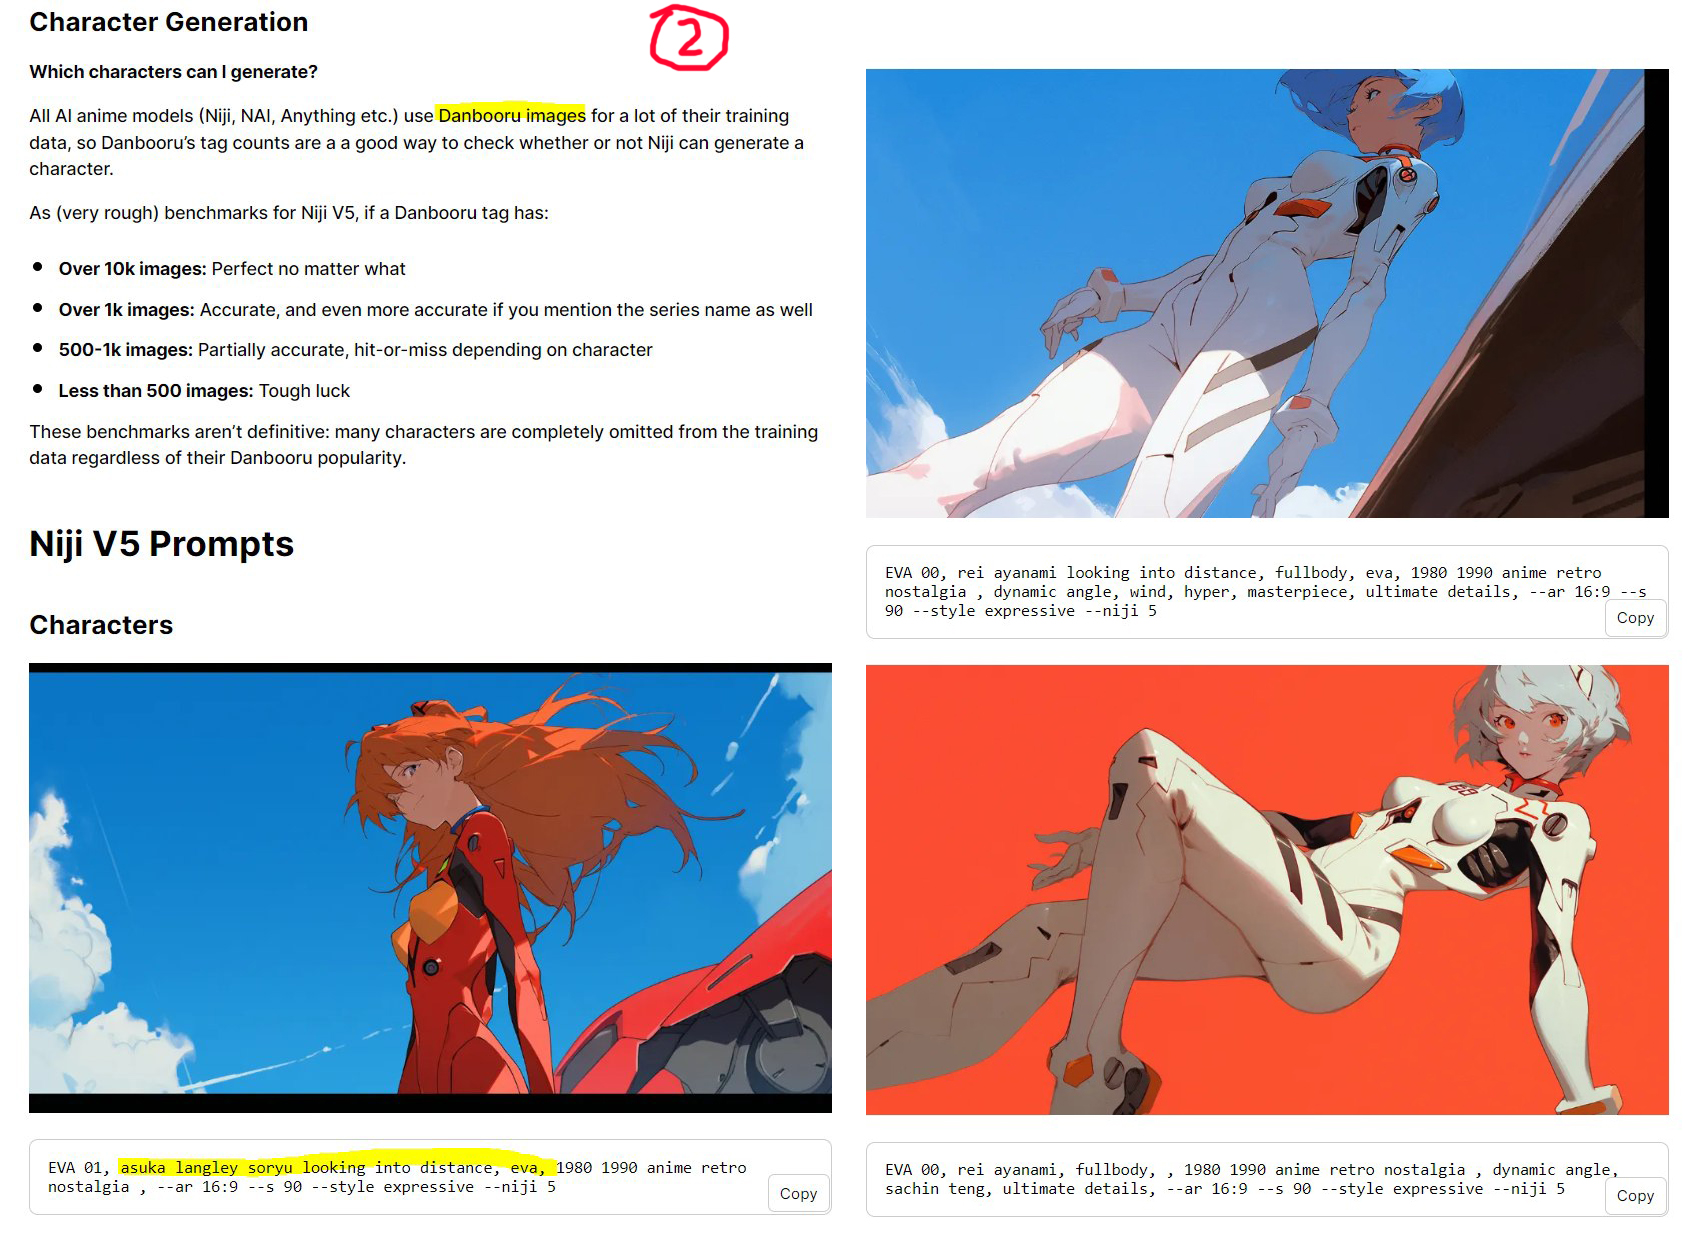 Character Generation
2
Which characters can I generate?
All AI anime models (Niji, NAI, Anything etc.) use Danbooru images for a lot of their training
data, so Danbooru's tag counts are a a good way to check whether or not Niji can generate a
character.
As (very rough) benchmarks for Niji V5, if a Danbooru tag has:
• Over 10k images: Perfect no matter what
• Over 1k images: Accurate, and even more accurate if you mention the series name as well
• 500-1k images: Partially accurate, hit-or-miss depending on character
• Less than 500 images: Tough luck
These benchmarks aren't definitive: many characters are completely omitted from the training
data regardless of their Danbooru popularity.
Niji V5 Prompts
Characters
EVA 01, asuka langley soryu looking into distance, eva, 1980 1990 anime retro
nostalgia , --ar 16:9 --s 90 --style expressive --niji 5
Copy
EVA 00, rei ayanami looking into distance, fullbody, eva, 1980 1990 anime retro
nostalgia , dynamic angle, wind, hyper, masterpiece, ultimate details, --ar 16:9 --s
90 --style expressive --niji 5
Copy
EVA 00, rei ayanami, fullbody, , 1980 1990 anime retro nostalgia , dynamic angle,
sachin teng, ultimate details, --ar 16:9 --s 90 --style expressive --niji 5
Copy